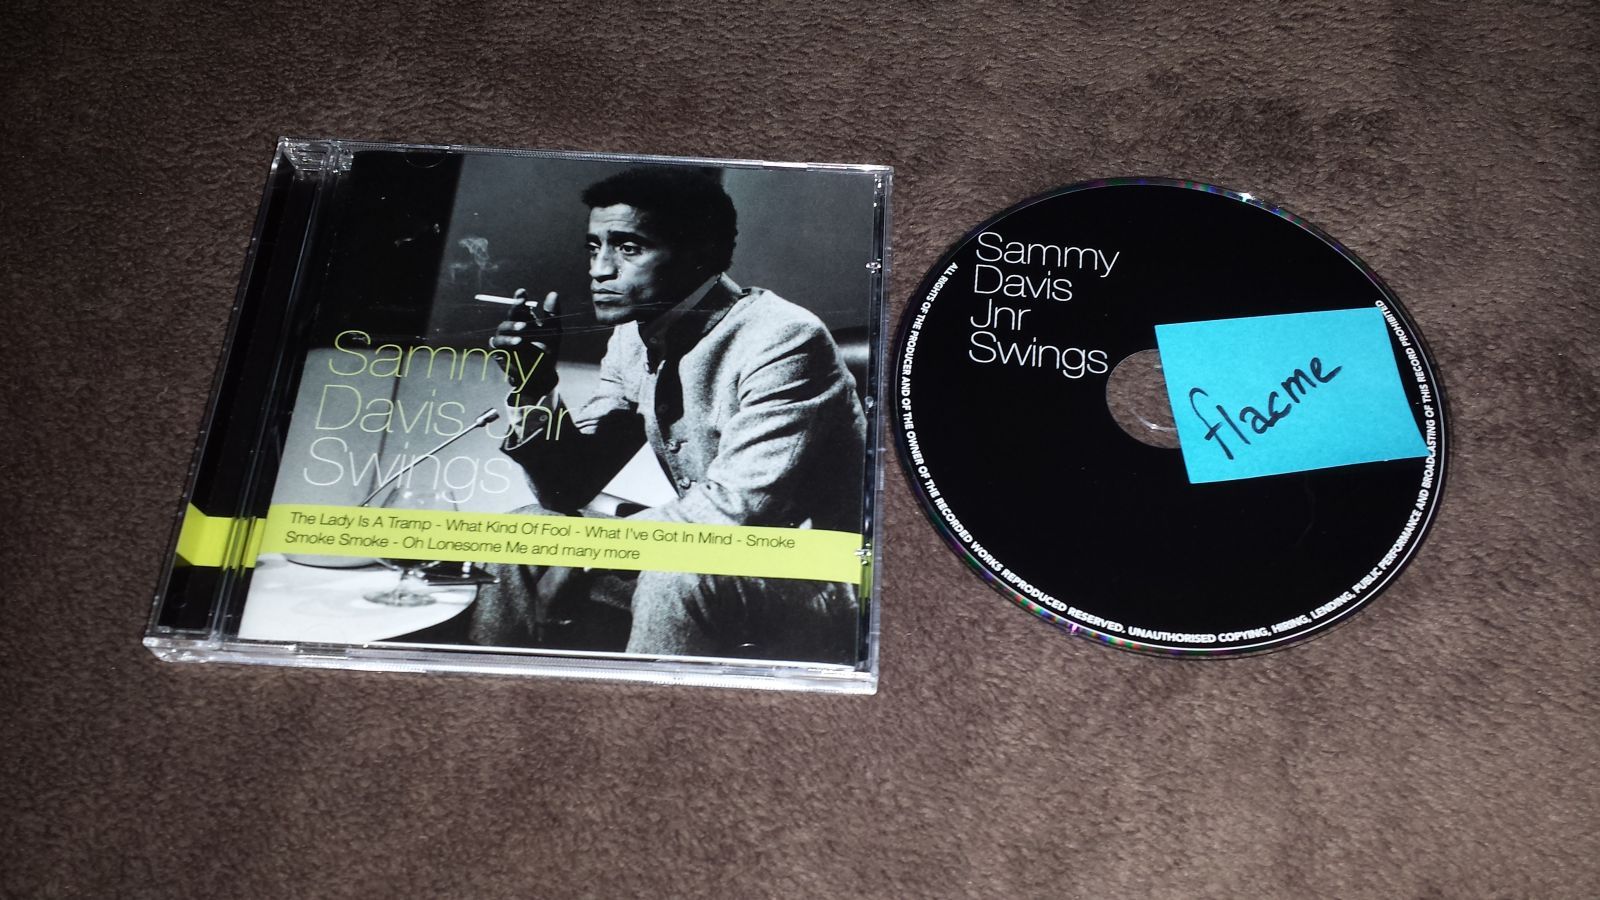 Sammy
Davis Jnr
Swings
The Lady Is A Tramp - What Kind Of Fool - What I've Got In Mind - Smoke
Smoke Smoke - Oh Lonesome Me and many more
Sammy
Davis
Jnr
Swings
flacme
ALL RIGHTS OF THE PRODUCER AND OF THE OWNER OF THE RECORDED WORKS REPRODUCED RESERVED. UNAUTHORISED COPYING, HIRING, LENDING, PUBLIC PERFORMANCE AND BROADCASTING OF THIS RECORD PROHIBITED